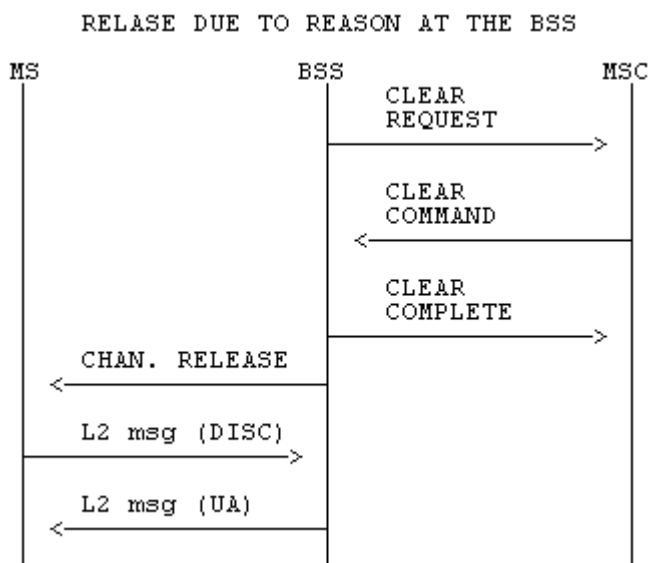 RELASE DUE TO REASON AT THE BSS
MS BSS MSC
CLEAR
REQUEST
CLEAR
COMMAND
CLEAR
COMPLETE
CHAN. RELEASE
L2 msg (DISC)
L2 msg (UA)